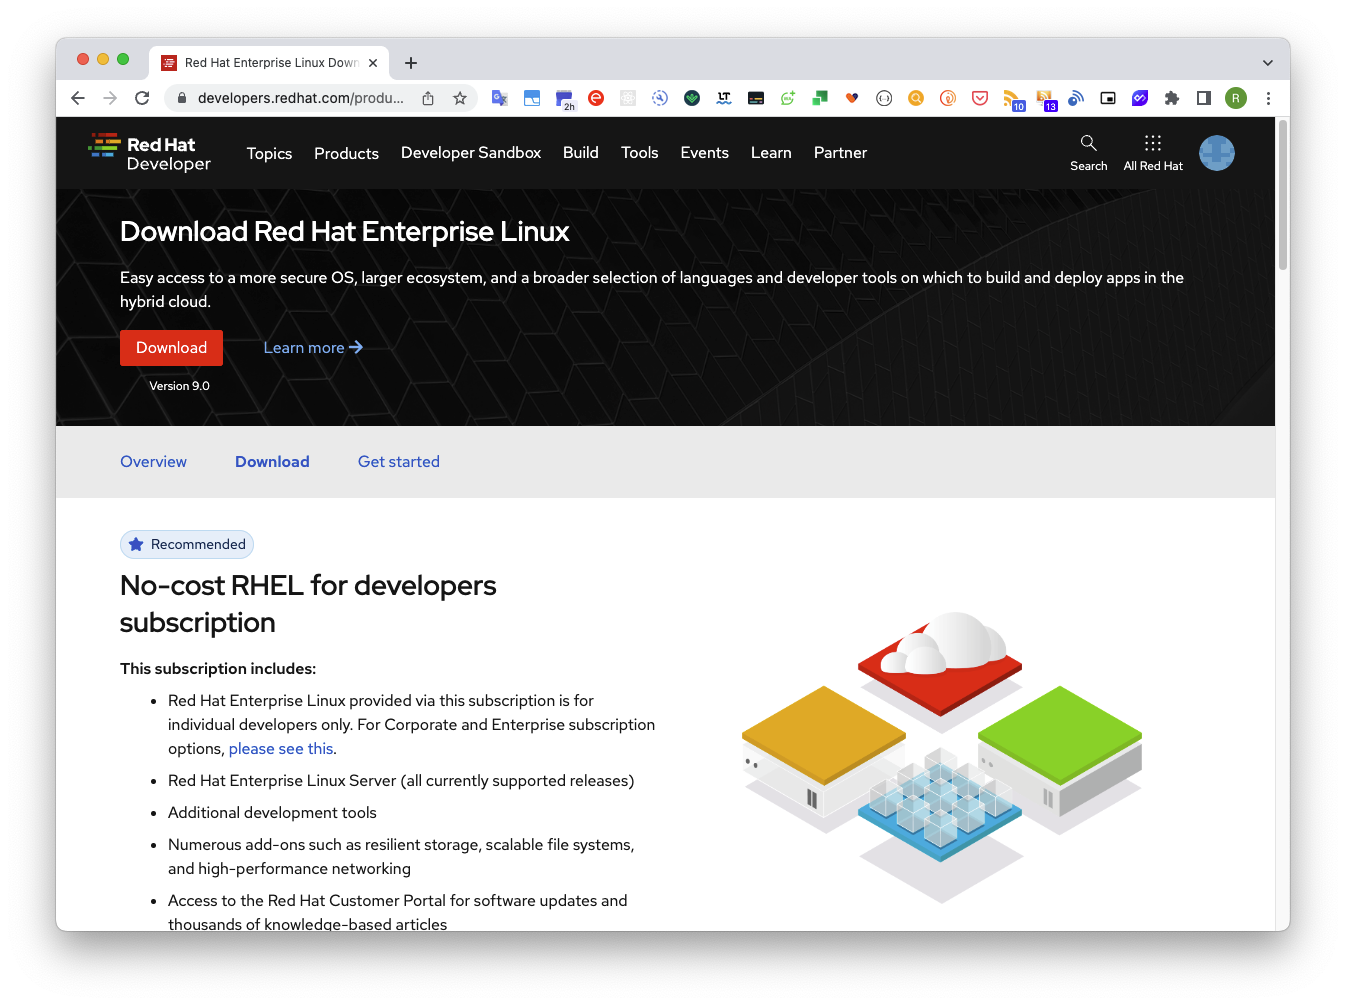 Red Hat Enterprise Linux Down
developers.redhat.com/produ...
2h
10
13
R
Red Hat
Developer
Topics Products Developer Sandbox Build Tools Events Learn Partner
Search
All Red Hat
Download Red Hat Enterprise Linux
Easy access to a more secure OS, larger ecosystem, and a broader selection of languages and developer tools on which to build and deploy apps in the
hybrid cloud.
Download
Learn more
Version 9.0
Overview Download Get started
Recommended
No-cost RHEL for developers
subscription
This subscription includes:
Red Hat Enterprise Linux provided via this subscription is for
individual developers only. For Corporate and Enterprise subscription
options, please see this.
Red Hat Enterprise Linux Server (all currently supported releases)
Additional development tools
Numerous add-ons such as resilient storage, scalable file systems,
and high-performance networking
Access to the Red Hat Customer Portal for software updates and
thousands of knowledge-based articles